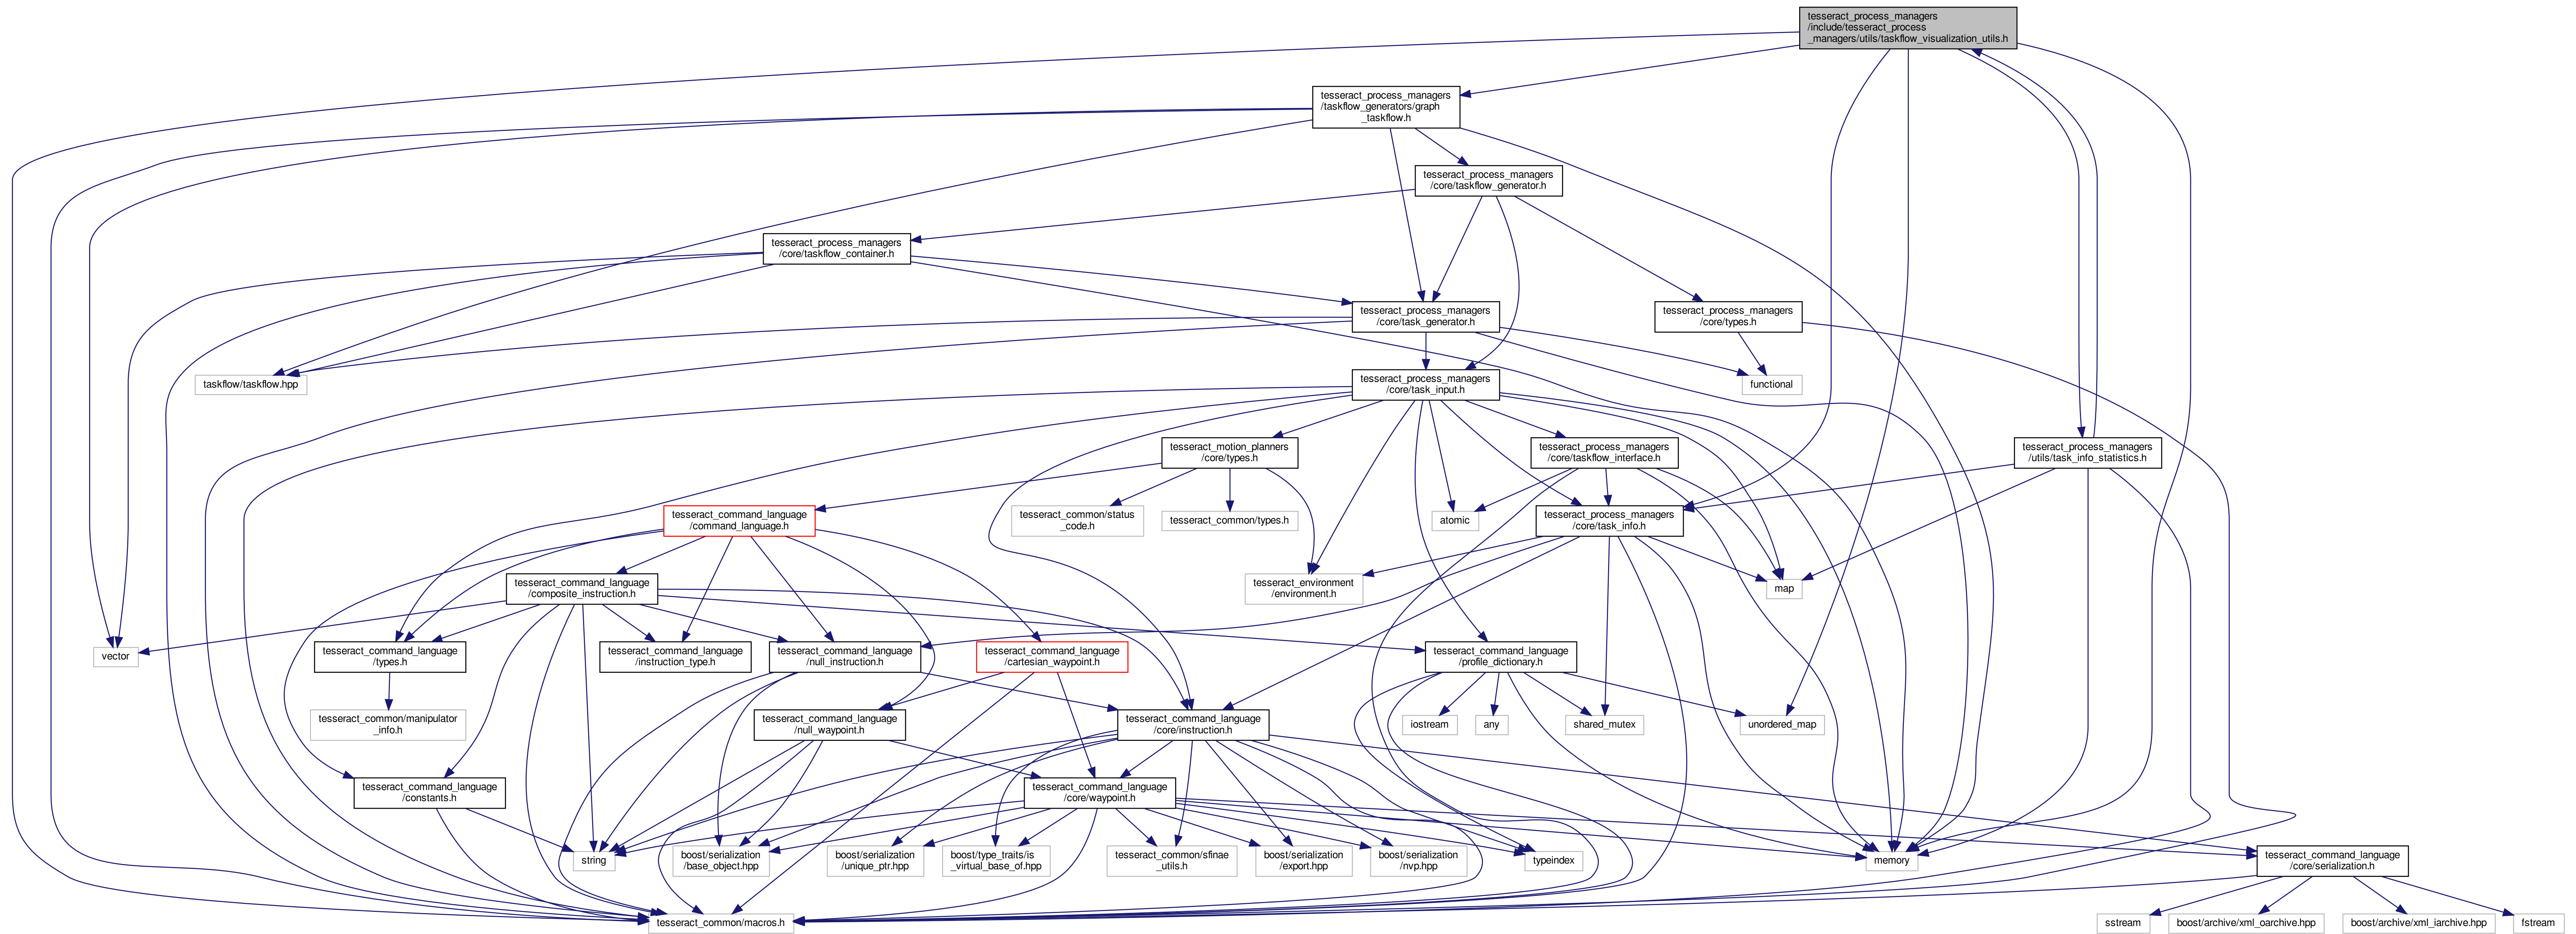 tesseract_process_managers
/include/tesseract_process
_managers/utils/taskflow_visualization_utils.h
tesseract_process_managers
/taskflow_generators/graph
_taskflow.h
tesseract_process_managers
/core/taskflow_generator.h
tesseract_process_managers
/core/taskflow_container.h
tesseract_process_managers
/core/task_generator.h
tesseract_process_managers
/core/types.h
taskflow/taskflow.hpp
tesseract_process_managers
/core/task_input.h
functional
tesseract_motion_planners
/core/types.h
tesseract_process_managers
/core/taskflow_interface.h
tesseract_process_managers
/utils/task_info_statistics.h
tesseract_command_language
/command_language.h
tesseract_common/status
_code.h
tesseract_common/types.h
atomic
tesseract_process_managers
/core/task_info.h
tesseract_command_language
/composite_instruction.h
tesseract_environment
/environment.h
map
vector
tesseract_command_language
/types.h
tesseract_command_language
/instruction_type.h
tesseract_command_language
/null_instruction.h
tesseract_command_language
/cartesian_waypoint.h
tesseract_command_language
/profile_dictionary.h
tesseract_common/manipulator
_info.h
tesseract_command_language
/null_waypoint.h
tesseract_command_language
/core/instruction.h
iostream
any
shared_mutex
unordered_map
tesseract_command_language
/constants.h
tesseract_command_language
/core/waypoint.h
string
boost/serialization
/base_object.hpp
boost/serialization
/unique_ptr.hpp
boost/type_traits/is
_virtual_base_of.hpp
tesseract_common/sfinae
_utils.h
boost/serialization
/export.hpp
boost/serialization
/nvp.hpp
typeindex
memory
tesseract_command_language
/core/serialization.h
tesseract_common/macros.h
sstream
boost/archive/xml_oarchive.hpp
boost/archive/xml_iarchive.hpp
fstream